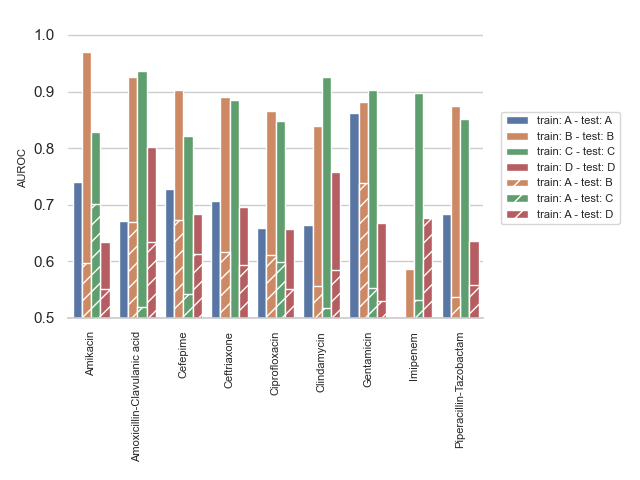 1.0
0.9
0.8
0.7
0.6
0.5
AUROC
Amikacin
Amoxicillin-Clavulanic acid
Cefepime
Ceftriaxone
Ciprofloxacin
Clindamycin
Gentamicin
Imipenem
Piperacillin-Tazobactam
train: A - test: A
train: B - test: B
train: C - test: C
train: D - test: D
train: A - test: B
train: A - test: C
train: A - test: D